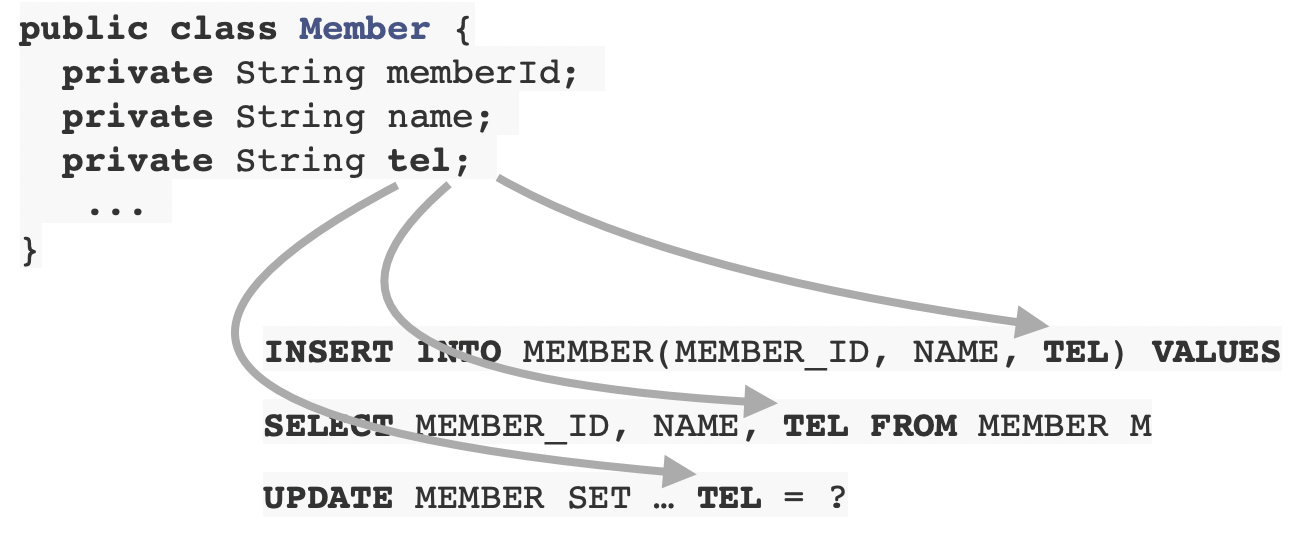 public class Member {
private String memberId;
private String name;
private String tel;
...
}
INSERT INTO MEMBER(MEMBER_ID, NAME, TEL) VALUES
SELECT MEMBER_ID, NAME, TEL FROM MEMBER M
UPDATE MEMBER SET … TEL = ?